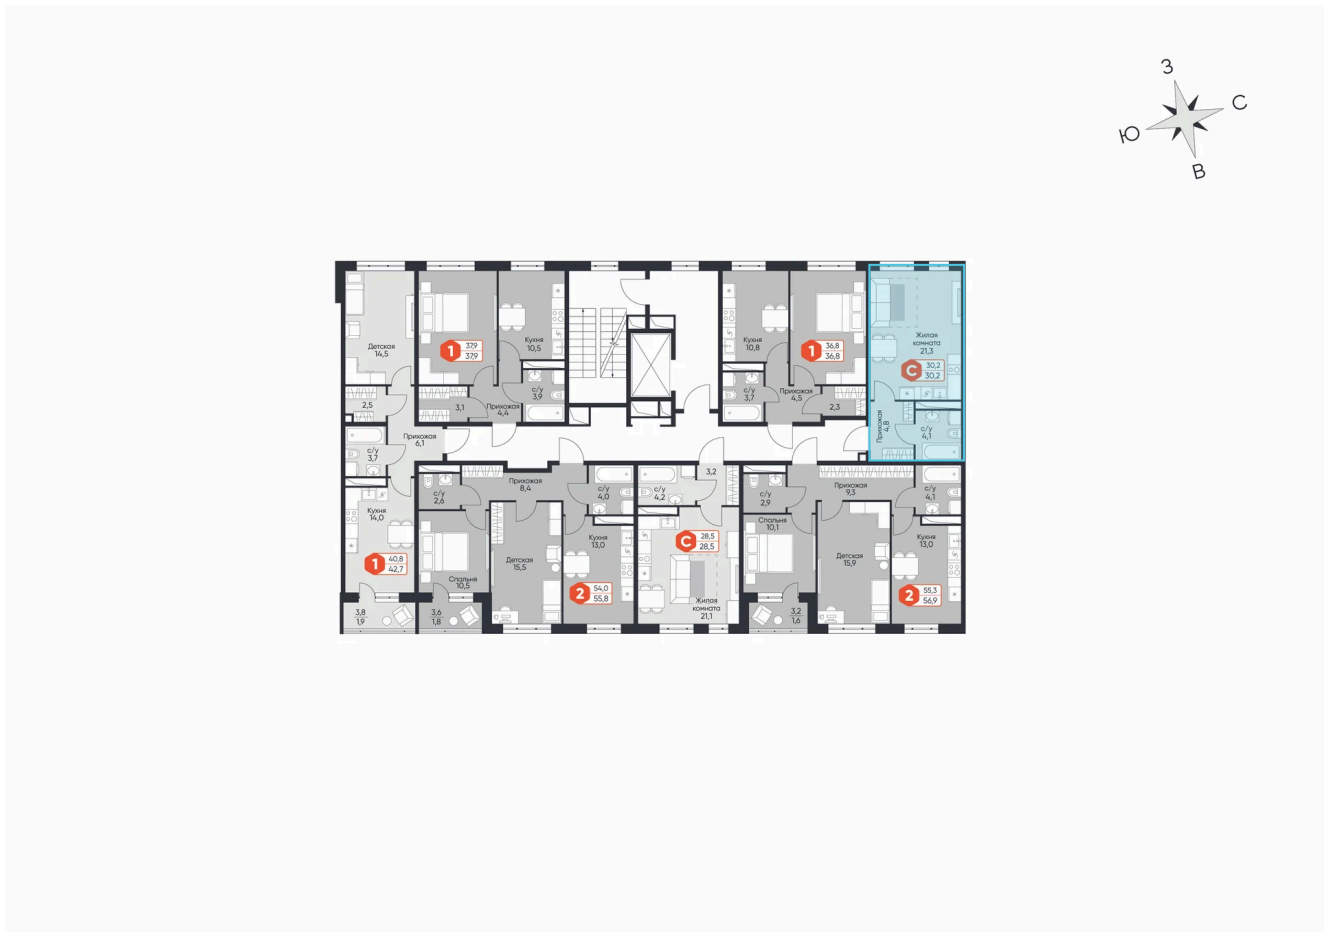 З
С
Ю
В
Детская
14,5
1
37,9
37,9
Кухня
10,5
2,5
3,1
Прихожая
4,4
с/у
3,9
Кухня
10,8
1
36,8
36,8
с/у
3,7
Прихожая
4,5
2,3
Жилая
комната
21,3
С
30,2
30,2
Прихожая
4,8
с/у
4,1
Прихожая
6,1
с/у
3,7
Кухня
14,0
1
40,8
42,7
3,8
1,9
с/у
2,6
Прихожая
8,4
с/у
4,0
Спальня
10,5
Детская
15,5
Кухня
13,0
2
54,0
55,8
3,6
1,8
с/у
4,2
3,2
С
28,5
28,5
Жилая
комната
21,1
с/у
2,9
Прихожая
9,3
с/у
4,1
Спальня
10,1
Детская
15,9
Кухня
13,0
2
55,3
56,9
3,2
1,6